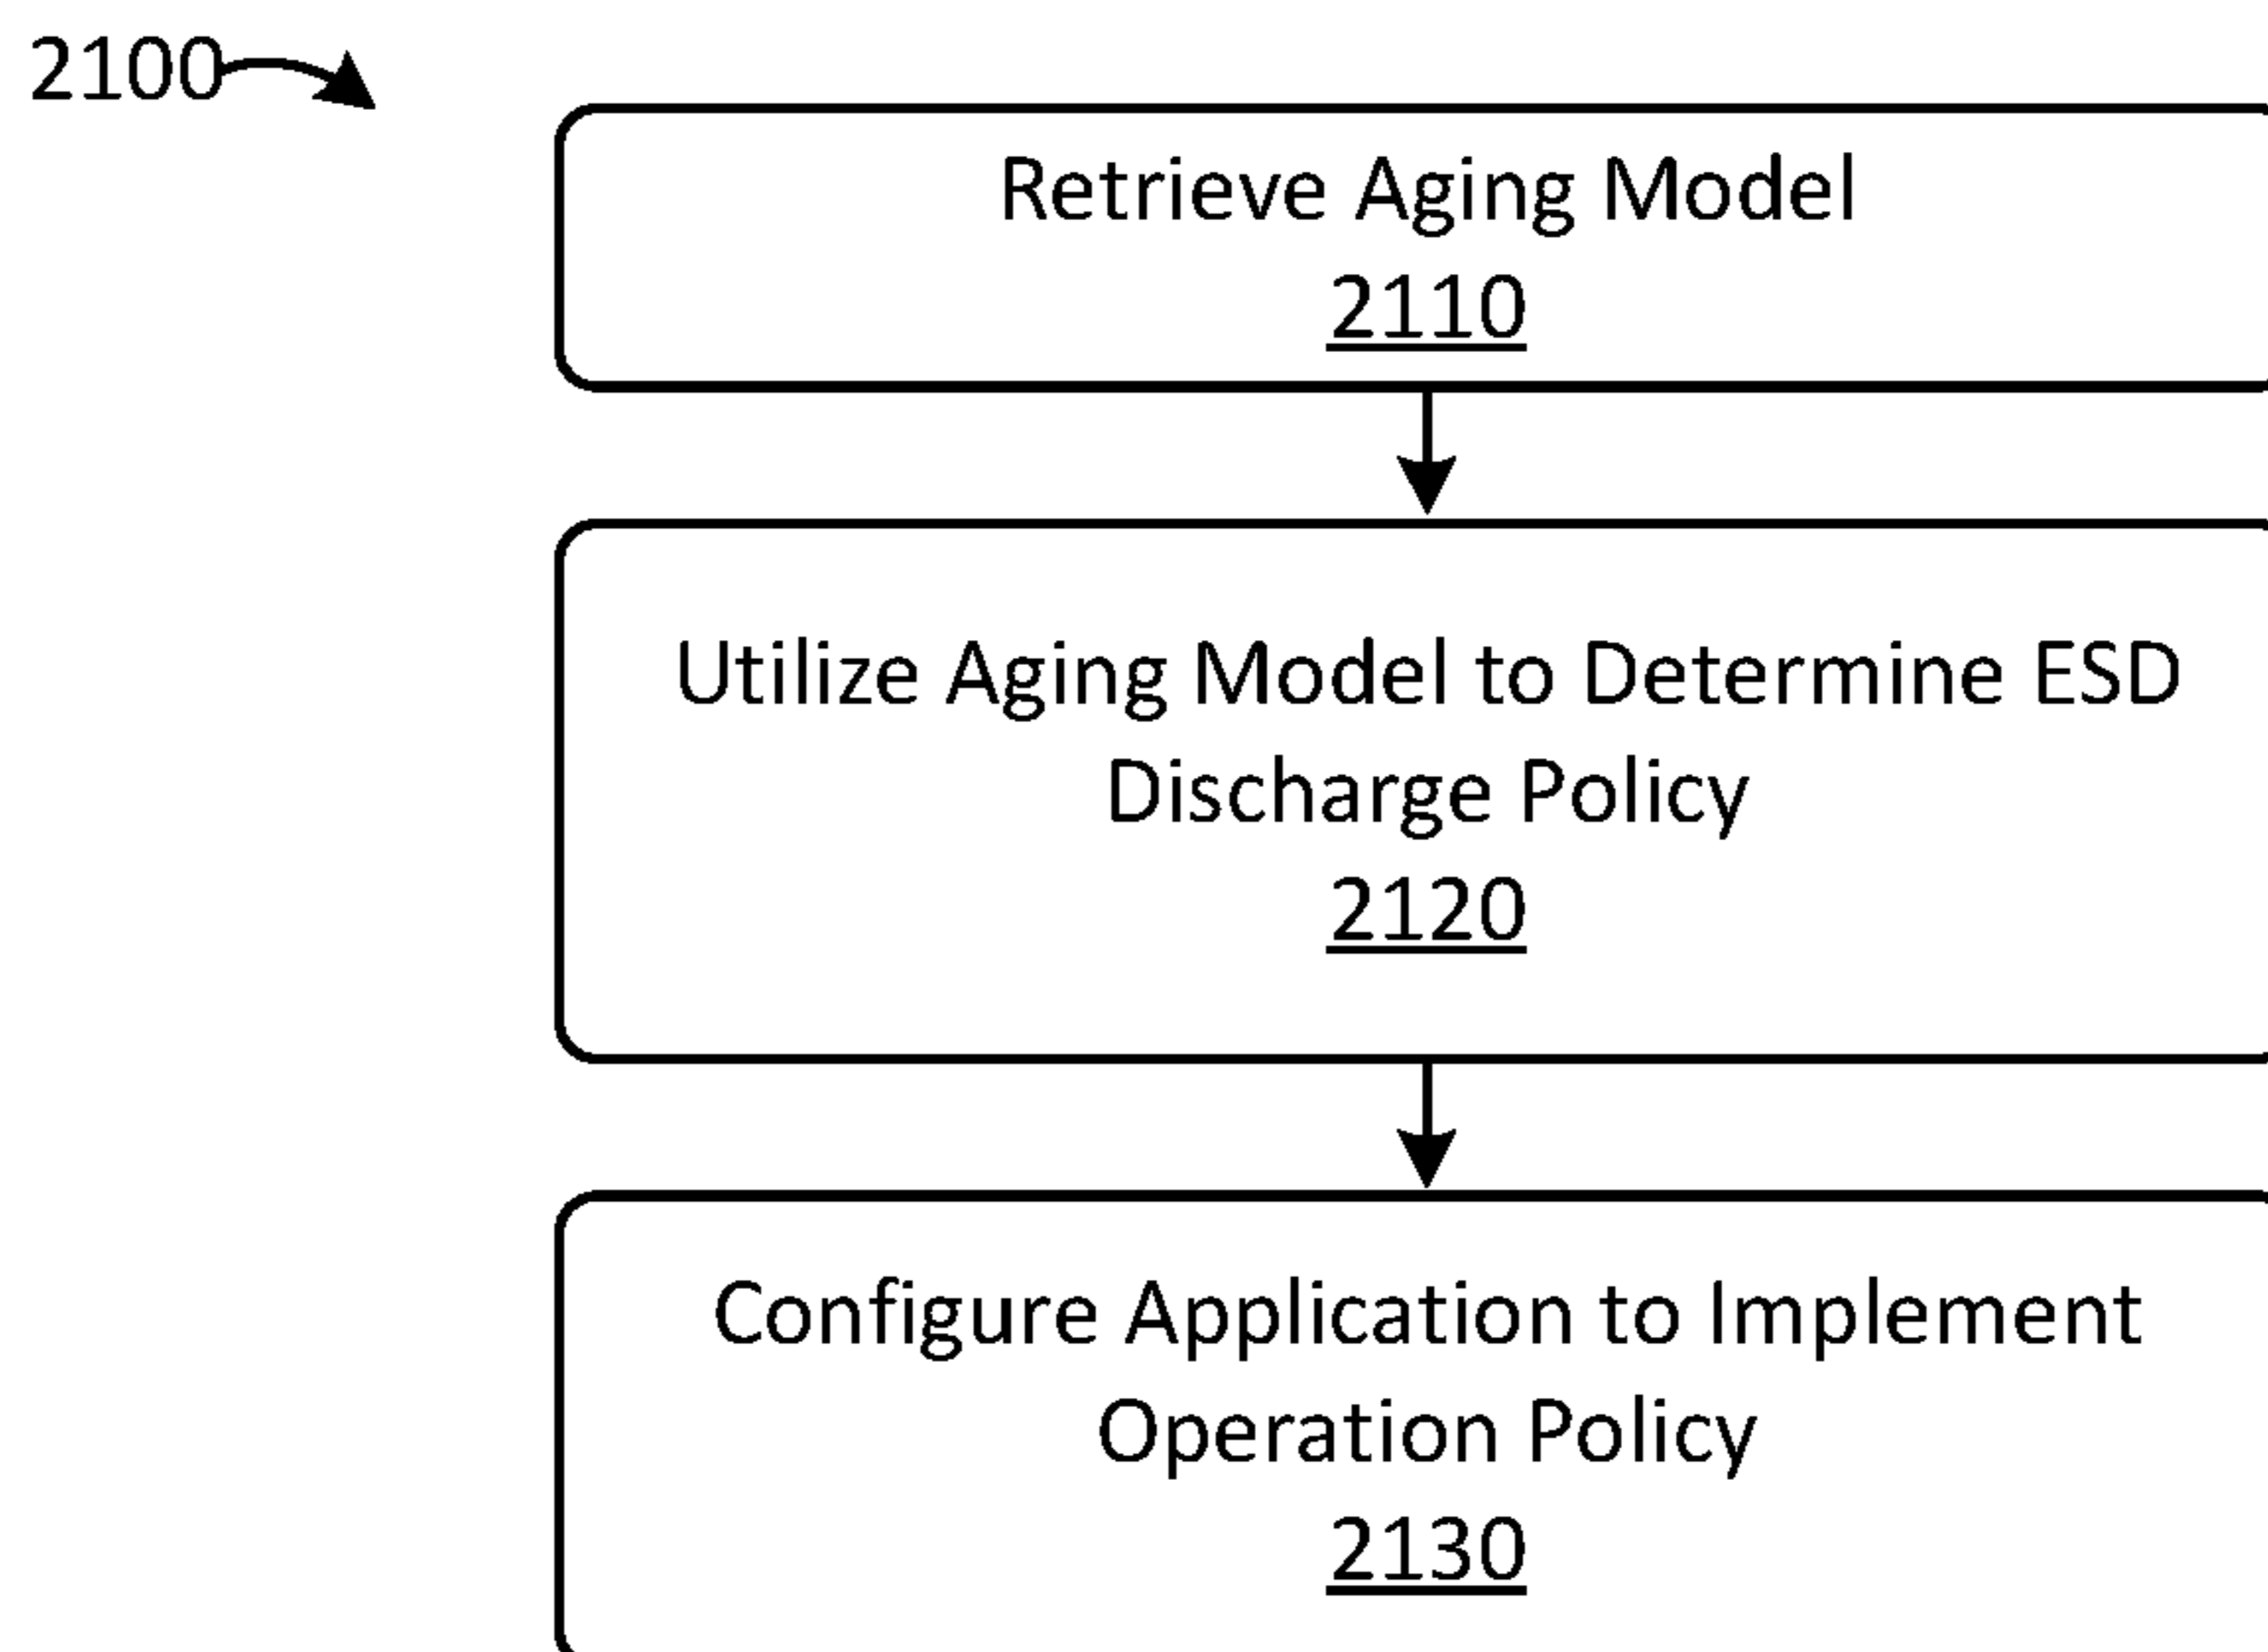 2100
Retrieve Aging Model
2110
Utilize Aging Model to Determine ESD
Discharge Policy
2120
Configure Application to Implement
Operation Policy
2130